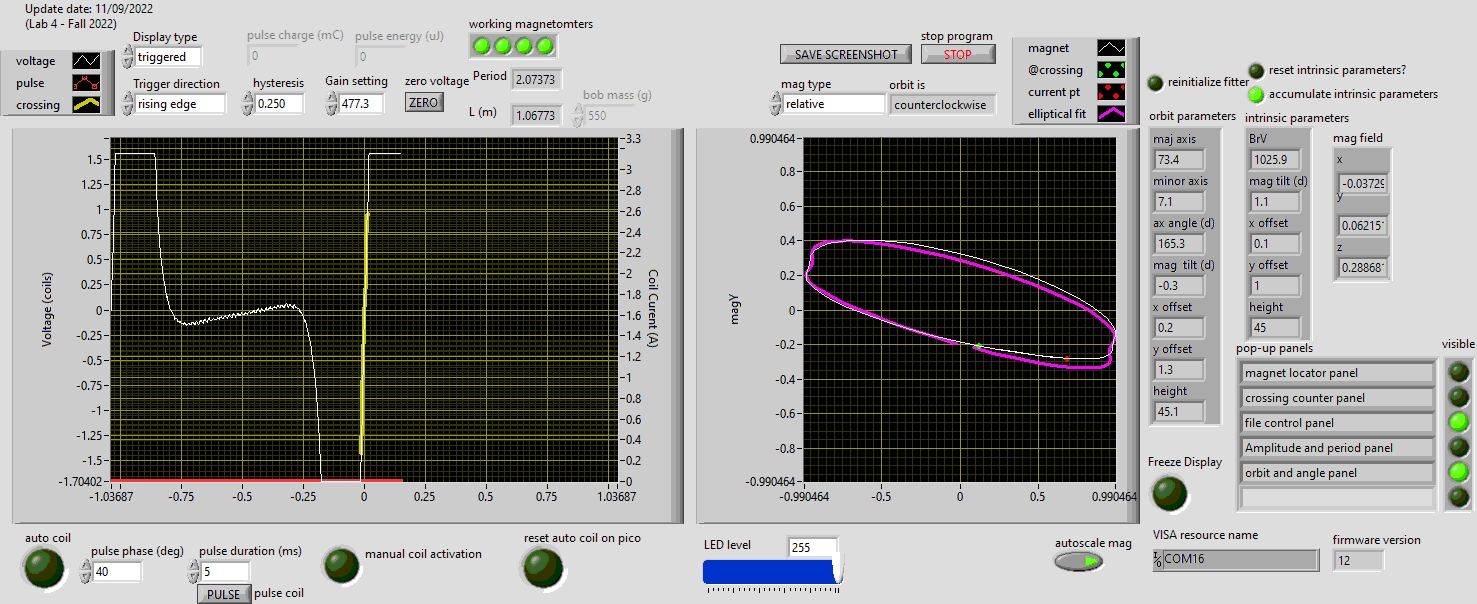 Update date: 11/09/2022
(Lab 4 - Fall 2022)
voltage
pulse
crossing
Display type
triggered
Trigger direction
rising edge
pulse charge (mC)
0
pulse energy (uJ)
0
hysteresis
0.250
Gain setting
477.3
zero voltage
ZERO
working magnetomters
Period
2.07373
L (m)
1.06773
bob mass (g)
550
SAVE SCREENSHOT
stop program
STOP
mag type
relative
orbit is
counterclockwise
magnet
@crossing
current pt
elliptical fit
reinitialize fitter
reset intrinsic parameters?
accumulate intrinsic parameters
orbit parameters
maj axis
73.4
minor axis
7.1
ax angle (d)
165.3
mag tilt (d)
-0.3
x offset
0.2
y offset
1.3
height
45.1
intrinsic parameters
BrV
1025.9
mag tilt (d)
1.1
x offset
0.1
y offset
1
height
45
mag field
x
-0.03729
y
0.06215
z
0.28868
Voltage (coils)
1.5
1.25
1
0.75
0.5
0.25
0
-0.25
-0.5
-0.75
-1
-1.25
-1.5
-1.70402
-1.03687
-0.75
-0.5
-0.25
0
0.25
0.5
0.75
1.03687
3.3
3
2.8
2.6
2.4
2.2
2
1.8
1.6
1.4
1.2
1
0.8
0.6
0.4
0.2
0
Coil Curent (A)
magy
0.990464
0.8
0.6
0.4
0.2
0
-0.2
-0.4
-0.6
-0.8
-0.990464
-0.990464
-0.5
0
0.5
0.990464
pop-up panels
visible
magnet locator panel
crossing counter panel
file control panel
Amplitude and period panel
orbit and angle panel
Freeze Display
auto coil
pulse phase (deg)
40
pulse duration (ms)
5
PULSE
pulse coil
manual coil activation
reset auto coil on pico
LED level
255
autoscale mag
VISA resource name
COM16
firmware version
12